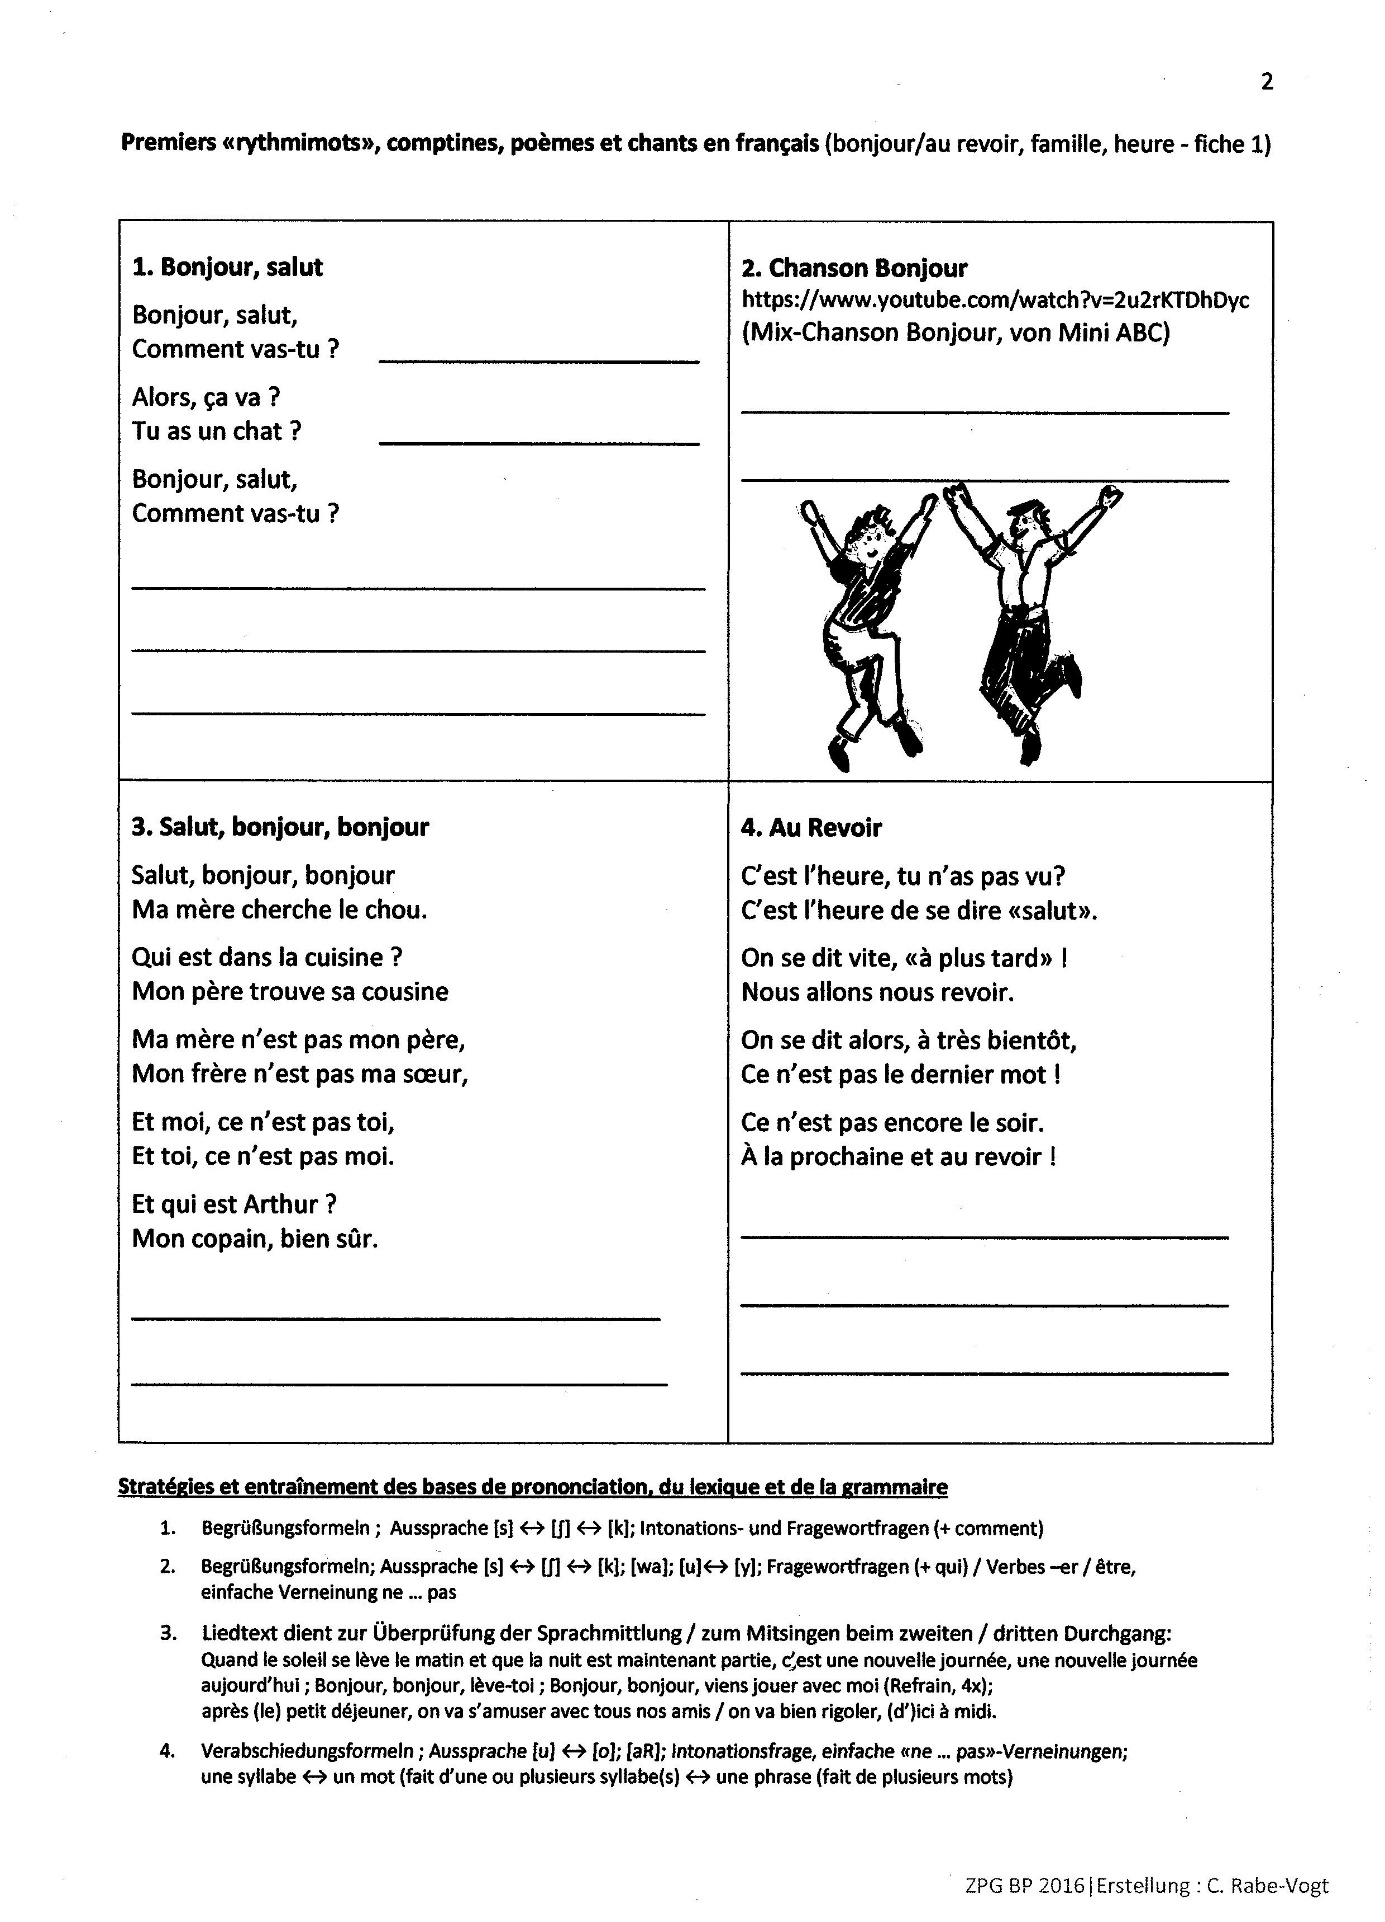 2
Premiers «rythmimots», comptines, poèmes et chants en français (bonjour/au revoir, famille, heure - fiche 1)
1. Bonjour, salut
Bonjour, salut,
Comment vas-tu ?
Alors, ça va ?
Tu as un chat ?
Bonjour, salut,
Comment vas-tu ?
2. Chanson Bonjour
https://www.youtube.com/watch?v=2u2rKTDhDyc
(Mix-Chanson Bonjour, von Mini ABC)
3. Salut, bonjour, bonjour
Salut, bonjour, bonjour
Ma mère cherche le chou.
Qui est dans la cuisine ?
Mon père trouve sa cousine
Ma mère n'est pas mon père,
Mon frère n'est pas ma sœur,
Et moi, ce n'est pas toi,
Et toi, ce n'est pas moi.
Et qui est Arthur ?
Mon copain, bien sûr.
4. Au Revoir
C'est l'heure, tu n'as pas vu?
C'est l'heure de se dire «salut».
On se dit vite, «à plus tard» !
Nous allons nous revoir.
On se dit alors, à très bientôt,
Ce n'est pas le dernier mot !
Ce n'est pas encore le soir.
À la prochaine et au revoir !
Stratégies et entraînement des bases de prononciation, du lexique et de la grammaire
1. Begrüßungsformeln ; Aussprache [s] ↔ [ʃ] ↔ [k]; Intonations- und Fragewortfragen (+ comment)
2. Begrüßungsformeln; Aussprache [s] ↔ [ʃ] ↔ [k]; [wa]; [u]↔ [y]; Fragewortfragen (+ qui) / Verbes –er / être,
einfache Verneinung ne ... pas
3. Liedtext dient zur Überprüfung der Sprachmittlung / zum Mitsingen beim zweiten / dritten Durchgang:
Quand le soleil se lève le matin et que la nuit est maintenant partie, c'est une nouvelle journée, une nouvelle journée
aujourd'hui ; Bonjour, bonjour, lève-toi ; Bonjour, bonjour, viens jouer avec moi (Refrain, 4x);
après (le) petit déjeuner, on va s'amuser avec tous nos amis / on va bien rigoler, (d')ici à midi.
4. Verabschiedungsformeln ; Aussprache [u] ↔ [o]; [aR]; Intonationsfrage, einfache «ne ... pas»-Verneinungen;
une syllabe ↔ un mot (fait d'une ou plusieurs syllabe(s) ↔ une phrase (fait de plusieurs mots)
ZPG BP 2016|Erstellung : C. Rabe-Vogt